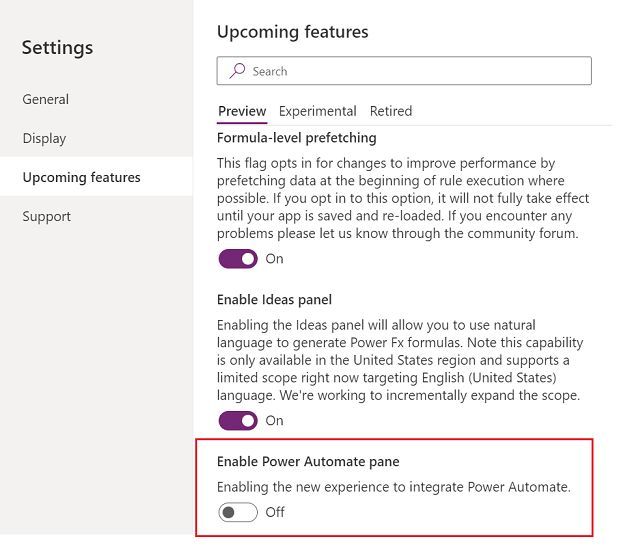 Settings
General
Display
Upcoming features
Support
Upcoming features
Search
Preview Experimental Retired
Formula-level prefetching
This flag opts in for changes to improve performance by
prefetching data at the beginning of rule execution where
possible. If you opt in to this option, it will not fully take effect
until your app is saved and re-loaded. If you encounter any
problems please let us know through the community forum.
On
Enable Ideas panel
Enabling the Ideas panel will allow you to use natural
language to generate Power Fx formulas. Note this capability
is only available in the United States region and supports a
limited scope right now targeting English (United States)
language. We're working to incrementally expand the scope.
On
Enable Power Automate pane
Enabling the new experience to integrate Power Automate.
Off